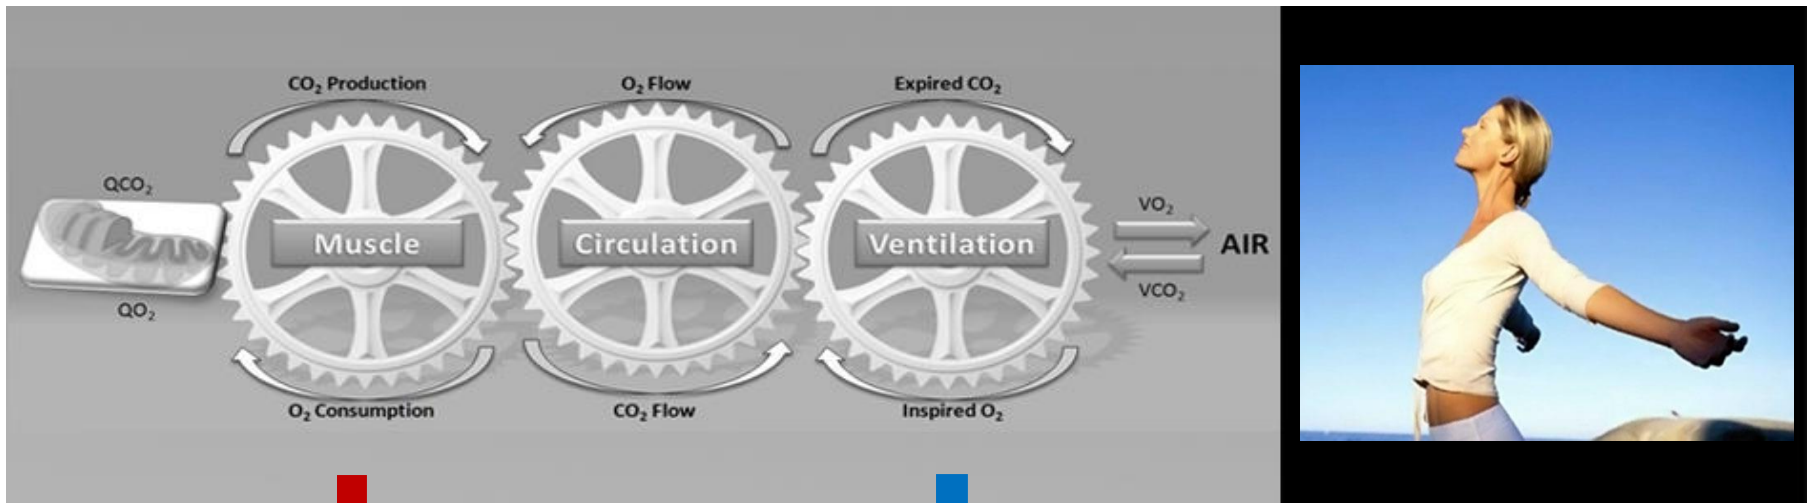 CO₂ Production
O₂ Flow
Expired CO₂
QCO₂
VO₂
Muscle
Circulation
Ventilation
AIR
VCO₂
QO₂
O₂ Consumption
CO₂ Flow
Inspired O₂